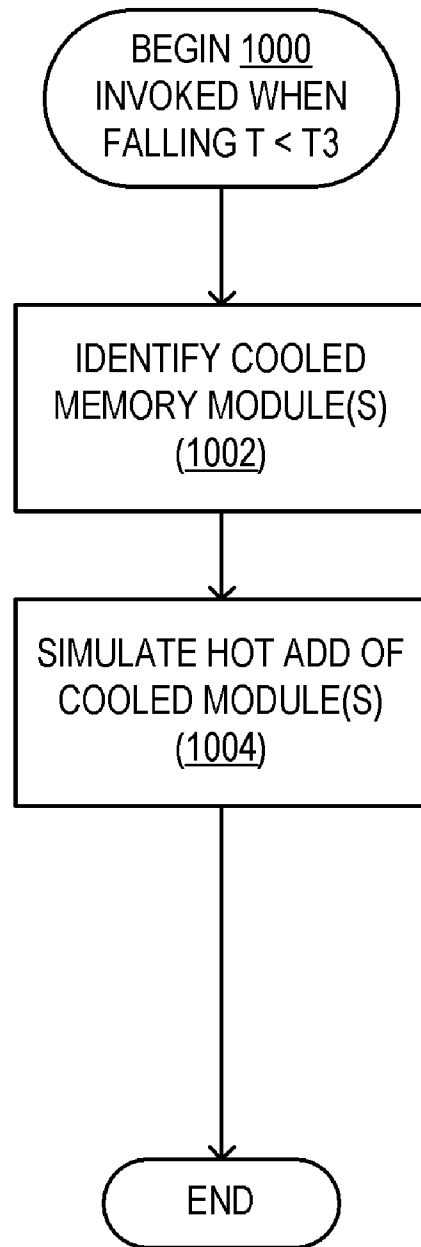 BEGIN 1000
INVOKED WHEN
FALLING T < T3
IDENTIFY COOLED
MEMORY MODULE(S)
(1002)
SIMULATE HOT ADD OF
COOLED MODULE(S)
(1004)
END